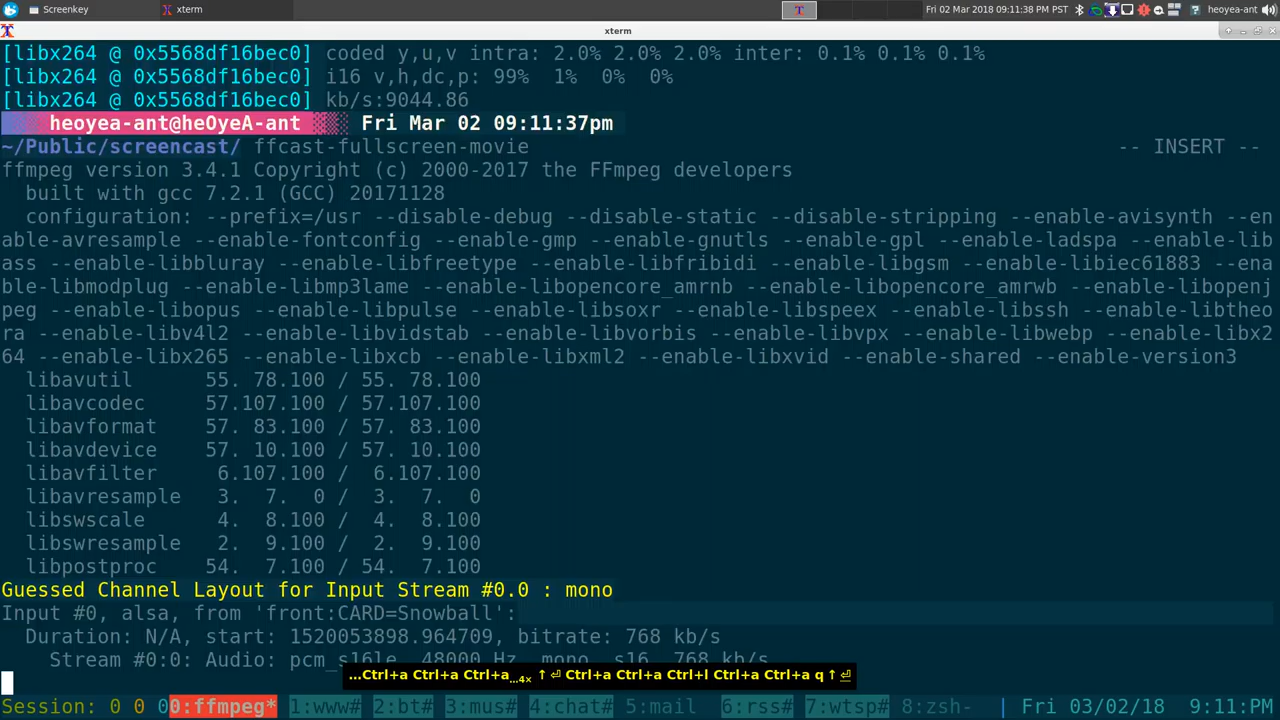 Screenkey xterm Fri 02 Mar 2018 09:11:38 PM PST heoyea-ant
xterm
[libx264 @ 0x5568df16bec0] coded y,u,v intra: 2.0% 2.0% 2.0% inter: 0.1% 0.1% 0.1%
[libx264 @ 0x5568df16bec0] i16 v,h,dc,p: 99%  1%  0%  0%
[libx264 @ 0x5568df16bec0] kb/s:9044.86
heoyea-ant@heOyeA-ant Fri Mar 02 09:11:37pm
~/Public/screencast/ ffcast-fullscreen-movie -- INSERT --
ffmpeg version 3.4.1 Copyright (c) 2000-2017 the FFmpeg developers
built with gcc 7.2.1 (GCC) 20171128
configuration: --prefix=/usr --disable-debug --disable-static --disable-stripping --enable-avisynth --en
able-avresample --enable-fontconfig --enable-gmp --enable-gnutls --enable-gpl --enable-ladspa --enable-lib
ass --enable-libbluray --enable-libfreetype --enable-libfribidi --enable-libgsm --enable-libiec61883 --ena
ble-libmodplug --enable-libmp3lame --enable-libopencore_amrnb --enable-libopencore_amrwb --enable-libopenj
peg --enable-libopus --enable-libpulse --enable-libsoxr --enable-libspeex --enable-libssh --enable-libtheo
ra --enable-libv4l2 --enable-libvidstab --enable-libvorbis --enable-libvpx --enable-libwebp --enable-libx2
64 --enable-libx265 --enable-libxcb --enable-libxml2 --enable-libxvid --enable-shared --enable-version3
libavutil      55. 78.100 / 55. 78.100
libavcodec     57.107.100 / 57.107.100
libavformat    57. 83.100 / 57. 83.100
libavdevice    57. 10.100 / 57. 10.100
libavfilter     6.107.100 /  6.107.100
libavresample   3.  7.  0 /  3.  7.  0
libswscale      4.  8.100 /  4.  8.100
libswresample   2.  9.100 /  2.  9.100
libpostproc    54.  7.100 / 54.  7.100
Guessed Channel Layout for Input Stream #0.0 : mono
Input #0, alsa, from 'front:CARD=Snowball':
Duration: N/A, start: 1520053898.964709, bitrate: 768 kb/s
Stream #0:0: Audio: pcm_s16le, 48000 Hz, mono, s16, 768 kb/s
...Ctrl+a Ctrl+a Ctrl+a…4× ↑⏎ Ctrl+a Ctrl+a Ctrl+l Ctrl+a Ctrl+a q↑⏎
Session: 0 0 00:ffmpeg* 1:www# 2:bt# 3:mus# 4:chat# 5:mail 6:rss# 7:wtsp# 8:zsh- | Fri 03/02/18 9:11:PM